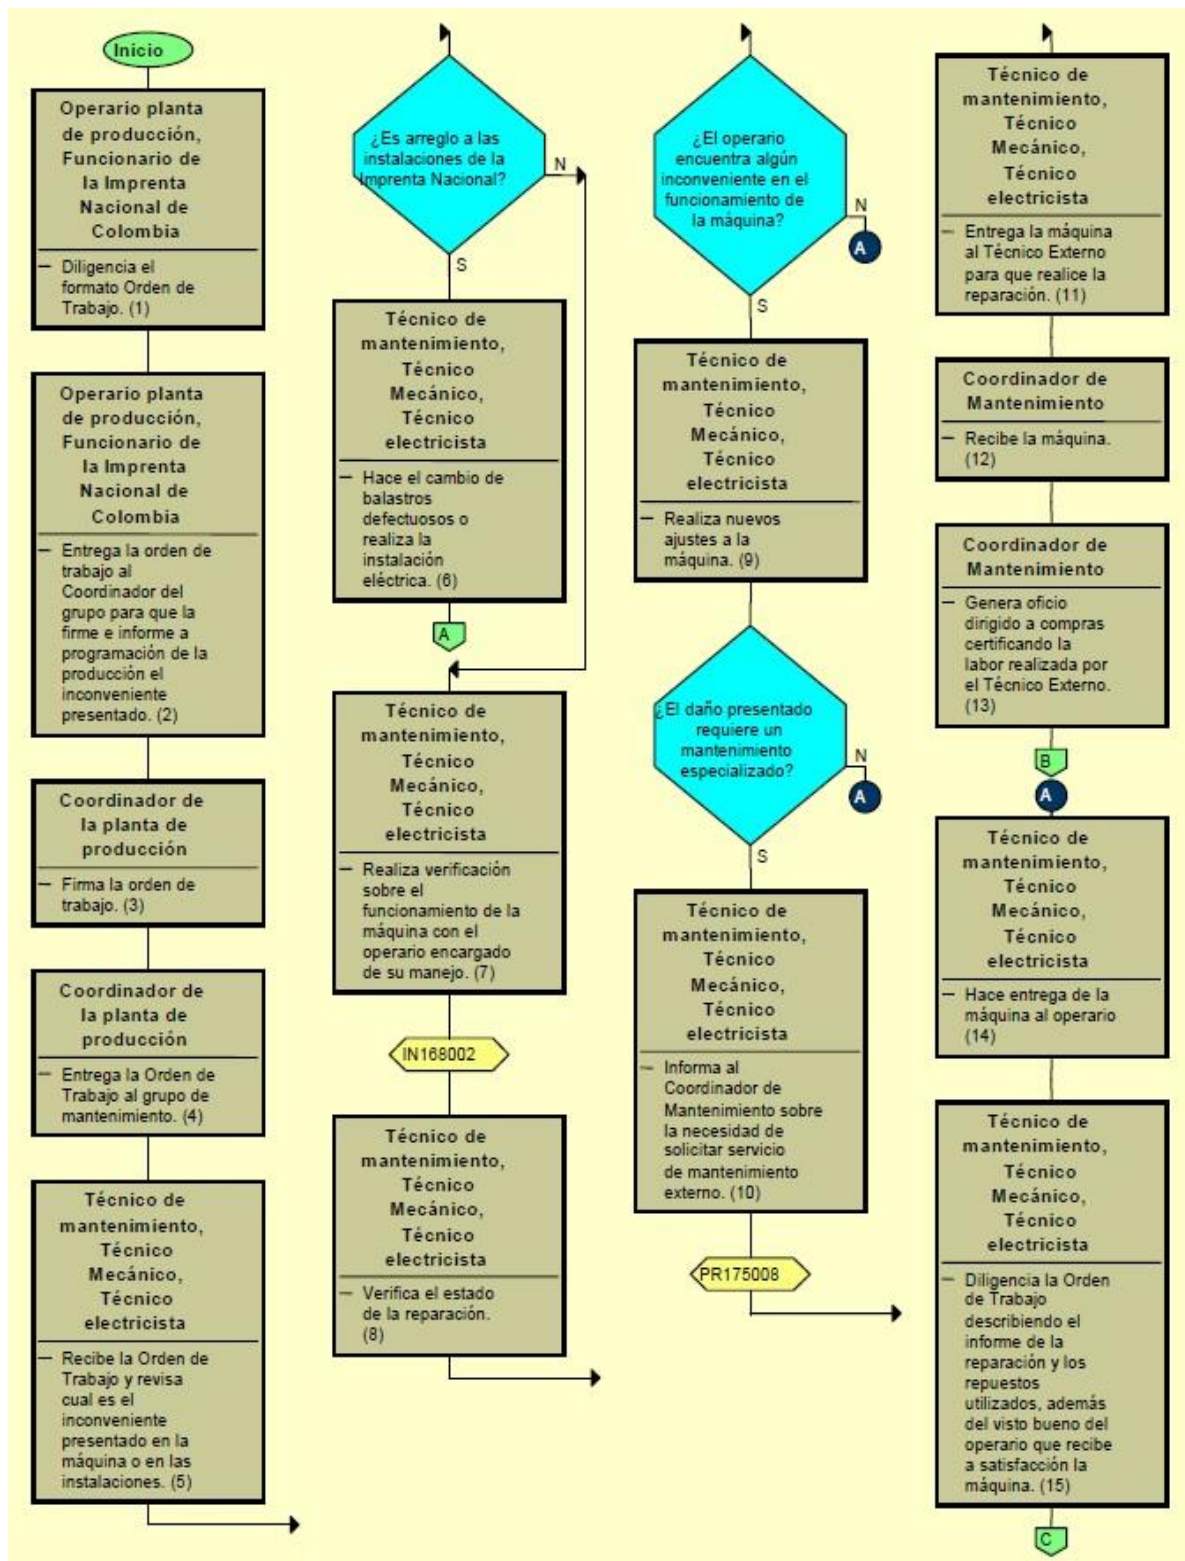 Inicio
Operario planta
de producción,
Funcionario de
la Imprenta
Nacional de
Colombia
— Diligencia el
formato Orden de
Trabajo. (1)
Operario planta
de producción,
Funcionario de
la Imprenta
Nacional de
Colombia
— Entrega la orden de
trabajo al
Coordinador del
grupo para que la
firme e informe a
programación de la
producción el
inconveniente
presentado. (2)
Coordinador de
la planta de
producción
— Firma la orden de
trabajo. (3)
Coordinador de
la planta de
producción
— Entrega la Orden de
Trabajo al grupo de
mantenimiento. (4)
Técnico de
mantenimiento,
Técnico
Mecánico,
Técnico
electricista
— Recibe la Orden de
Trabajo y revisa
cual es el
inconveniente
presentado en la
máquina o en las
instalaciones. (5)
¿Es arreglo a las
instalaciones de la
Imprenta Nacional?
N
S
Técnico de
mantenimiento,
Técnico
Mecánico,
Técnico
electricista
— Hace el cambio de
balastros
defectuosos o
realiza la
instalación
eléctrica. (6)
A
Técnico de
mantenimiento,
Técnico
Mecánico,
Técnico
electricista
— Realiza verificación
sobre el
funcionamiento de la
máquina con el
operario encargado
de su manejo. (7)
IN168002
Técnico de
mantenimiento,
Técnico
Mecánico,
Técnico
electricista
— Verifica el estado
de la reparación.
(8)
¿El operario
encuentra algún
inconveniente en el
funcionamiento de
la máquina?
N
A
S
Técnico de
mantenimiento,
Técnico
Mecánico,
Técnico
electricista
— Realiza nuevos
ajustes a la
máquina. (9)
¿El daño presentado
requiere un
mantenimiento
especializado?
N
A
S
Técnico de
mantenimiento,
Técnico
Mecánico,
Técnico
electricista
— Informa al
Coordinador de
Mantenimiento sobre
la necesidad de
solicitar servicio
de mantenimiento
externo. (10)
PR175008
Técnico de
mantenimiento,
Técnico
Mecánico,
Técnico
electricista
— Entrega la máquina
al Técnico Externo
para que realice la
reparación. (11)
Coordinador de
Mantenimiento
— Recibe la máquina.
(12)
Coordinador de
Mantenimiento
— Genera oficio
dirigido a compras
certificando la
labor realizada por
el Técnico Externo.
(13)
B
A
Técnico de
mantenimiento,
Técnico
Mecánico,
Técnico
electricista
— Hace entrega de la
máquina al operario
(14)
Técnico de
mantenimiento,
Técnico
Mecánico,
Técnico
electricista
— Diligencia la Orden
de Trabajo
describiendo el
informe de la
reparación y los
repuestos
utilizados, además
del visto bueno del
operario que recibe
a satisfacción la
máquina. (15)
C